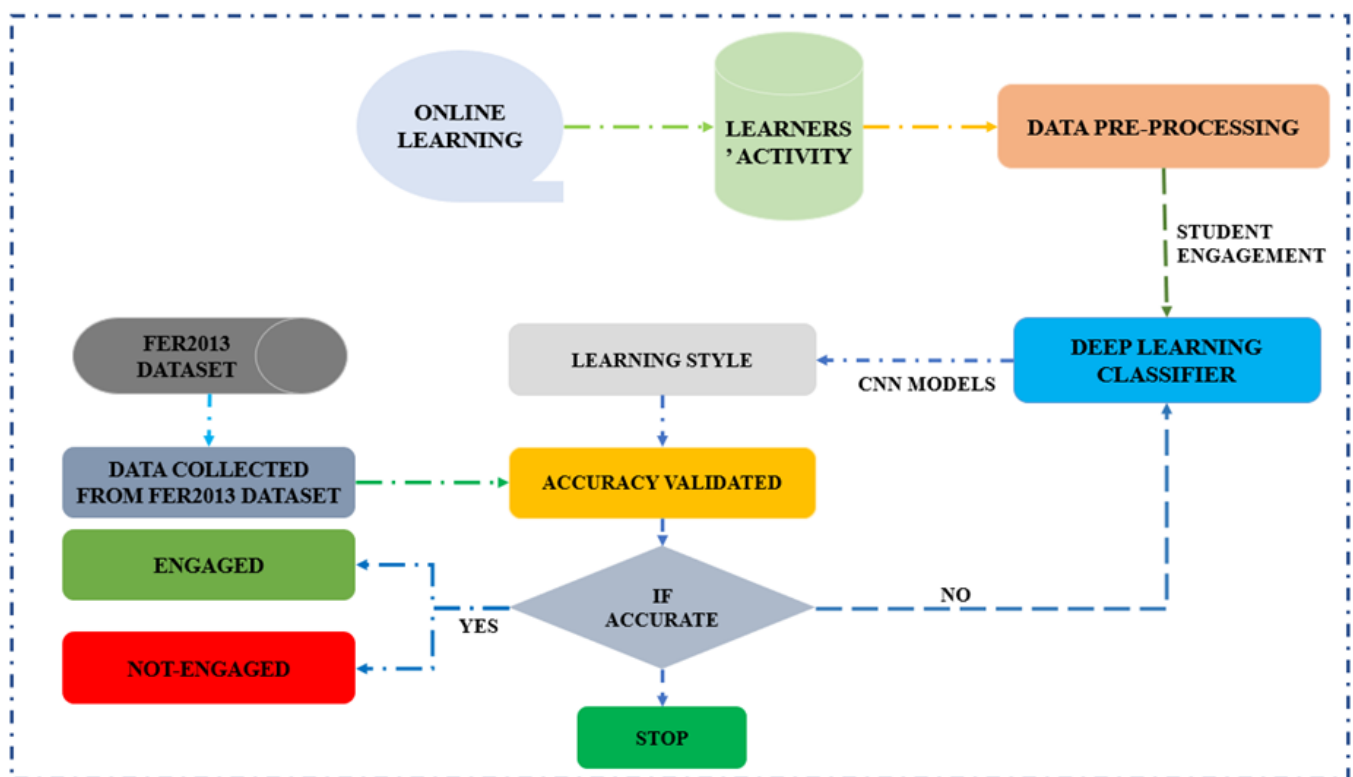 ONLINE
LEARNING
LEARNERS
’ ACTIVITY
DATA PRE-PROCESSING
STUDENT
ENGAGEMENT
FER2013
DATASET
LEARNING STYLE
CNN MODELS
DEEP LEARNING
CLASSIFIER
DATA COLLECTED
FROM FER2013 DATASET
ACCURACY VALIDATED
ENGAGED
IF
ACCURATE
YES
NO
NOT-ENGAGED
STOP